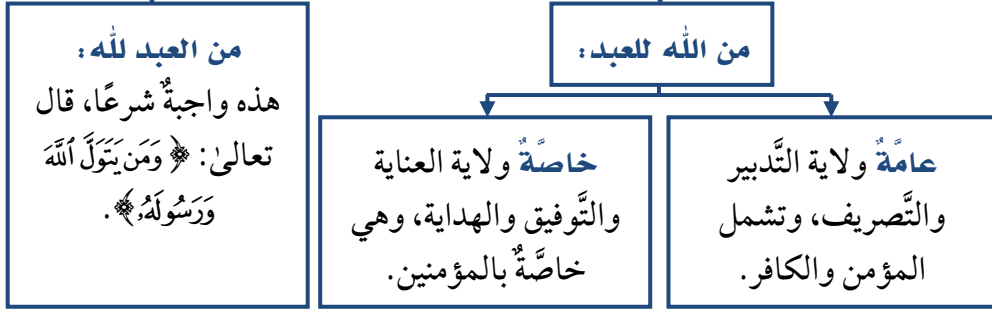 من الله للعبد:
عامَّةٌ ولاية التَّدبير
والتَّصريف، وتشمل
المؤمن والكافر.
خاصَّةٌ ولاية العناية
والتَّوفيق والهداية، وهي
خاصَّةٌ بالمؤمنين.
من العبد لله:
هذه واجبةٌ شرعًا، قال
تعالىٰ: ﴿وَمَن يَتَوَلَّ ٱللَّهَ
وَرَسُولَهُۥ﴾.